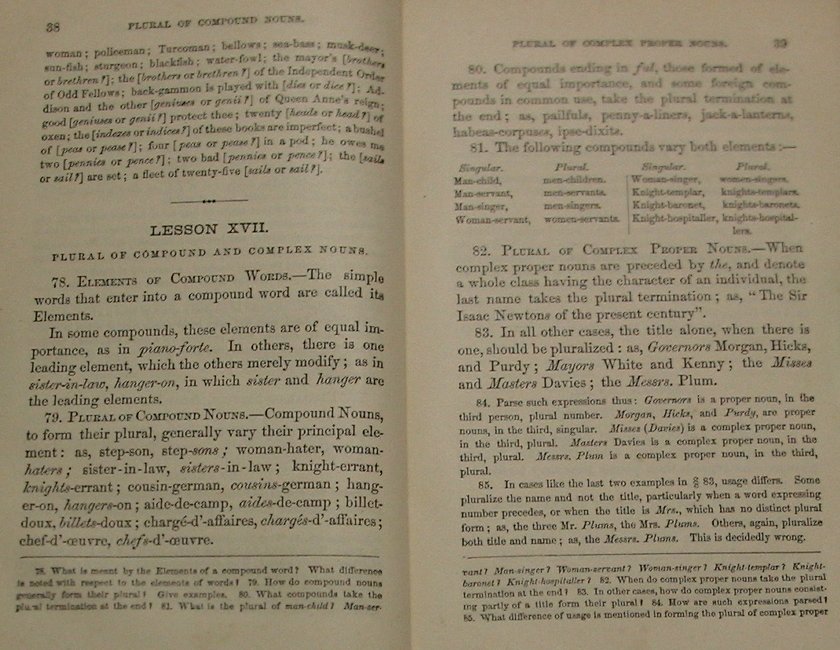 38 PLURAL OF COMPOUND NOUNS.
woman; policeman; Turcoman; bellows; sea-bass; musk-deer;
sun-fish; sturgeon; blackfish; water-fowl; the mayor's [brothers
or brethren?]; the [brothers or brethren?] of the Independent Order
of Odd Fellows; back-gammon is played with [dies or dice?]; Ad-
dison and the other [geniuses or genii?] of Queen Anne's reign;
good [geniuses or genii?] protect thee; twenty [heads or head?] of
oxen; the [indexes or indices?] of these books are imperfect; a bushel
of [peas or pease?]; four [peas or pease?] in a pod; he owes me
two [pennies or pence?]; two bad [pennies or pence?]; the [sails
or sail?] are set; a fleet of twenty-five [sails or sail?].
LESSON XVII.
PLURAL OF COMPOUND AND COMPLEX NOUNS.
78. ELEMENTS OF COMPOUND WORDS.—The simple
words that enter into a compound word are called its
Elements.
In some compounds, these elements are of equal im-
portance, as in piano-forte. In others, there is one
leading element, which the others merely modify; as in
sister-in-law, hanger-on, in which sister and hanger are
the leading elements.
79. PLURAL OF COMPOUND NOUNS.—Compound Nouns,
to form their plural, generally vary their principal ele-
ment: as, step-son, step-sons; woman-hater, woman-
haters; sister-in-law, sisters-in-law; knight-errant,
knights-errant; cousin-german, cousins-german; hang-
er-on, hangers-on; aide-de-camp, aides-de-camp; billet-
doux, billets-doux; chargé-d'-affaires, chargés-d'-affaires;
chef-d'-œuvre, chefs-d'-œuvre.
78. What is meant by the Elements of a compound word? What difference
is noted with respect to the elements of words? 79. How do compound nouns
generally form their plural? Give examples. 80. What compounds take the
plural termination at the end? 81. What is the plural of man-child? Man-ser-
PLURAL OF COMPLEX PROPER NOUNS. 39
80. Compounds ending in ful, those formed of ele-
ments of equal importance, and some foreign com-
pounds in common use, take the plural termination at
the end; as, pailfuls, penny-a-liners, jack-a-lanterns,
habeas-corpuses, ipse-dixits.
81. The following compounds vary both elements:—
Singular. Plural. Singular. Plural.
Man-child, men-children. Woman-singer, women-singers.
Man-servant, men-servants. Knight-templar, knights-templars.
Man-singer, men-singers. Knight-baronet, knights-baronets.
Woman-servant, women-servants. Knight-hospitaller, knights-hospital-
lers.
82. PLURAL OF COMPLEX PROPER NOUNS.—When
complex proper nouns are preceded by the, and denote
a whole class having the character of an individual, the
last name takes the plural termination; as, "The Sir
Isaac Newtons of the present century".
83. In all other cases, the title alone, when there is
one, should be pluralized: as, Governors Morgan, Hicks,
and Purdy; Mayors White and Kenny; the Misses
and Masters Davies; the Messrs. Plum.
84. Parse such expressions thus: Governors is a proper noun, in the
third person, plural number. Morgan, Hicks, and Purdy, are proper
nouns, in the third, singular. Misses (Davies) is a complex proper noun,
in the third, plural. Masters Davies is a complex proper noun, in the
third, plural. Messrs. Plum is a complex proper noun, in the third,
plural.
85. In cases like the last two examples in § 83, usage differs. Some
pluralize the name and not the title, particularly when a word expressing
number precedes, or when the title is Mrs., which has no distinct plural
form; as, the three Mr. Plums, the Mrs. Plums. Others, again, pluralize
both title and name; as, the Messrs. Plums. This is decidedly wrong.
vant? Man-singer? Woman-servant? Woman-singer? Knight-templar? Knight-
baronet? Knight-hospitaller? 82. When do complex proper nouns take the plural
termination at the end? 83. In other cases, how do complex proper nouns consist-
ing partly of a title form their plural? 84. How are such expressions parsed?
85. What difference of usage is mentioned in forming the plural of complex proper